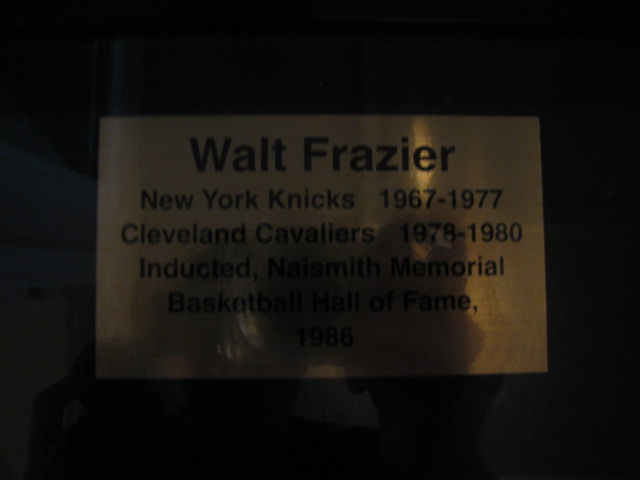 Walt Frazier
New York Knicks 1967-1977
Cleveland Cavaliers 1978-1980
Inducted, Naismith Memorial
Basketball Hall of Fame,
1986